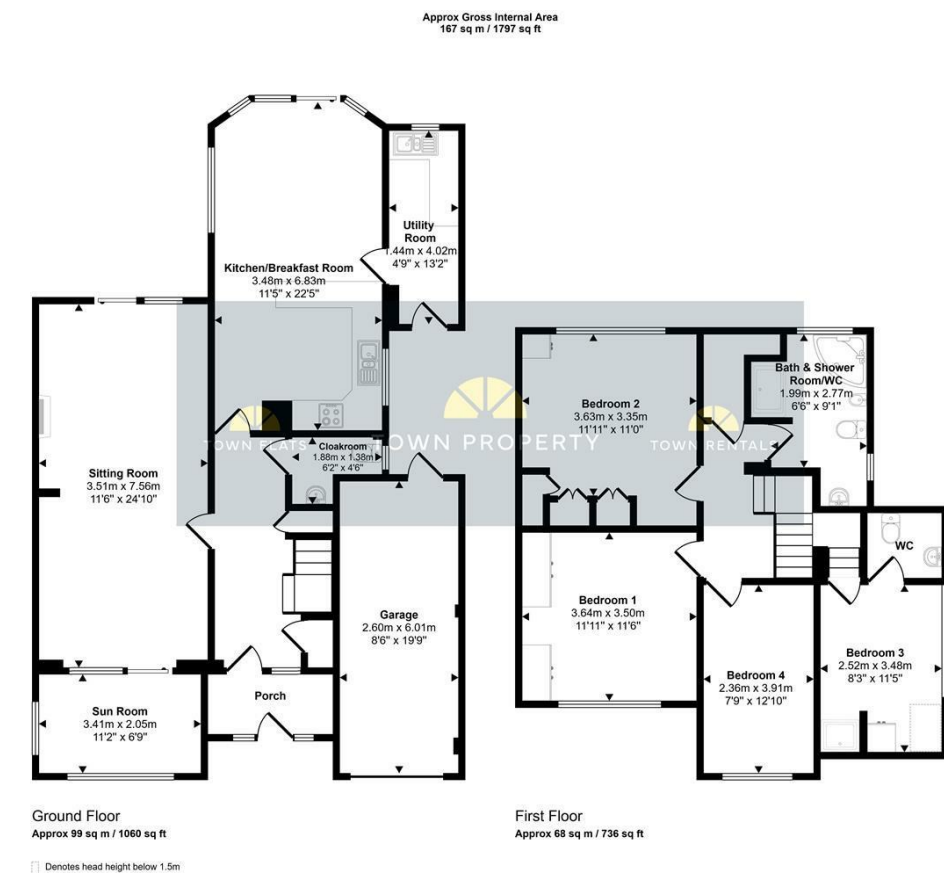 Approx Gross Internal Area
167 sq m / 1797 sq ft
Utility
Room
1.44m x 4.02m
4'9" x 13'2"
Kitchen/Breakfast Room
3.48m x 6.83m
11'5" x 22'5"
Bath & Shower
Room/WC
1.99m x 2.77m
6'6" x 9'1"
Bedroom 2
3.63m x 3.35m
11'11" x 11'0"
TOWN FLATS
TOWN PROPERTY
TOWN RENTALS
Cloakroom
1.88m x 1.38m
6'2" x 4'6"
Sitting Room
3.51m x 7.56m
11'6" x 24'10"
WC
Bedroom 1
3.64m x 3.50m
11'11" x 11'6"
Garage
2.60m x 6.01m
8'6" x 19'9"
Bedroom 3
2.52m x 3.48m
8'3" x 11'5"
Bedroom 4
2.36m x 3.91m
7'9" x 12'10"
Porch
Sun Room
3.41m x 2.05m
11'2" x 6'9"
Ground Floor
Approx 99 sq m / 1060 sq ft
First Floor
Approx 68 sq m / 736 sq ft
Denotes head height below 1.5m